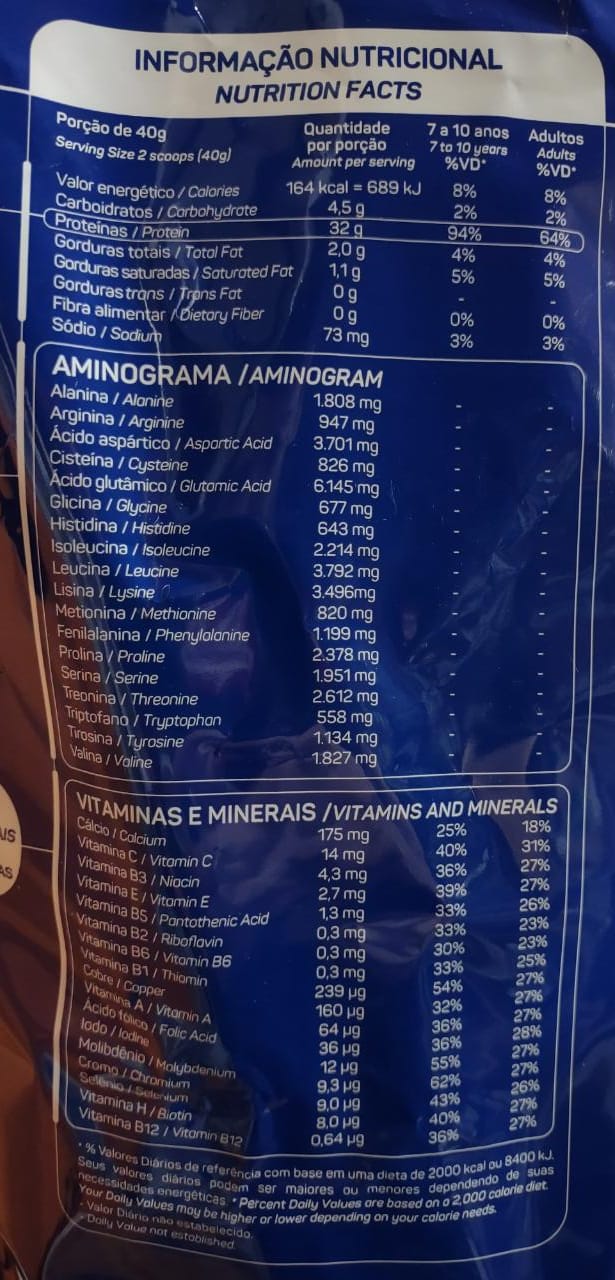 INFORMAÇÃO NUTRICIONAL
NUTRITION FACTS
Porção de 40g
Serving Size 2 scoops (40g)
Quantidade por porção
Amount per serving
7 a 10 anos
7 to 10 years
%VD*
Adultos
Adults
%VD*
Valor energético / Calories 164 kcal = 689 kJ 8% 8%
Carboidratos / Carbohydrate 4,5 g 2% 2%
Proteínas / Protein 32 g 94% 64%
Gorduras totais / Total Fat 2,0 g 4% 4%
Gorduras saturadas / Saturated Fat 1,1 g 5% 5%
Gorduras trans / Trans Fat 0 g - -
Fibra alimentar / Dietary Fiber 0 g 0% 0%
Sódio / Sodium 73 mg 3% 3%
AMINOGRAMA / AMINOGRAM
Alanina / Alanine 1.808 mg - -
Arginina / Arginine 947 mg - -
Ácido aspártico / Aspartic Acid 3.701 mg - -
Cisteína / Cysteine 826 mg - -
Ácido glutâmico / Glutamic Acid 6.145 mg - -
Glicina / Glycine 677 mg - -
Histidina / Histidine 643 mg - -
Isoleucina / Isoleucine 2.214 mg - -
Leucina / Leucine 3.792 mg - -
Lisina / Lysine 3.496mg - -
Metionina / Methionine 820 mg - -
Fenilalanina / Phenylalanine 1.199 mg - -
Prolina / Proline 2.378 mg - -
Serina / Serine 1.951 mg - -
Treonina / Threonine 2.612 mg - -
Triptofano / Tryptophan 558 mg - -
Tirosina / Tyrosine 1.134 mg - -
Valina / Valine 1.827 mg - -
VITAMINAS E MINERAIS / VITAMINS AND MINERALS
Cálcio / Calcium 175 mg 25% 18%
Vitamina C / Vitamin C 14 mg 40% 31%
Vitamina B3 / Niacin 4,3 mg 36% 27%
Vitamina E / Vitamin E 2,7 mg 39% 27%
Vitamina B5 / Pantothenic Acid 1,3 mg 33% 26%
Vitamina B2 / Riboflavin 0,3 mg 33% 23%
Vitamina B6 / Vitamin B6 0,3 mg 30% 23%
Vitamina B1 / Thiamin 0,3 mg 33% 25%
Cobre / Copper 239 µg 54% 27%
Vitamina A / Vitamin A 160 µg 32% 27%
Ácido fólico / Folic Acid 64 µg 36% 27%
Iodo / Iodine 36 µg 36% 28%
Molibdênio / Molybdenium 12 µg 55% 27%
Cromo / Chromium 9,3 µg 62% 27%
Selênio / Selenium 9,0 µg 43% 26%
Vitamina H / Biotin 8,0 µg 40% 27%
Vitamina B12 / Vitamin B12 0,64 µg 36% 27%
* % Valores Diários de referência com base em uma dieta de 2000 kcal ou 8400 kJ.
Seus valores diários podem ser maiores ou menores dependendo de suas
necessidades energéticas. * Percent Daily Values are based on a 2,000 calorie diet.
Your Daily Values may be higher or lower depending on your calorie needs.
- Valor Diário não estabelecido.
- Daily Value not established.
AIS
AS